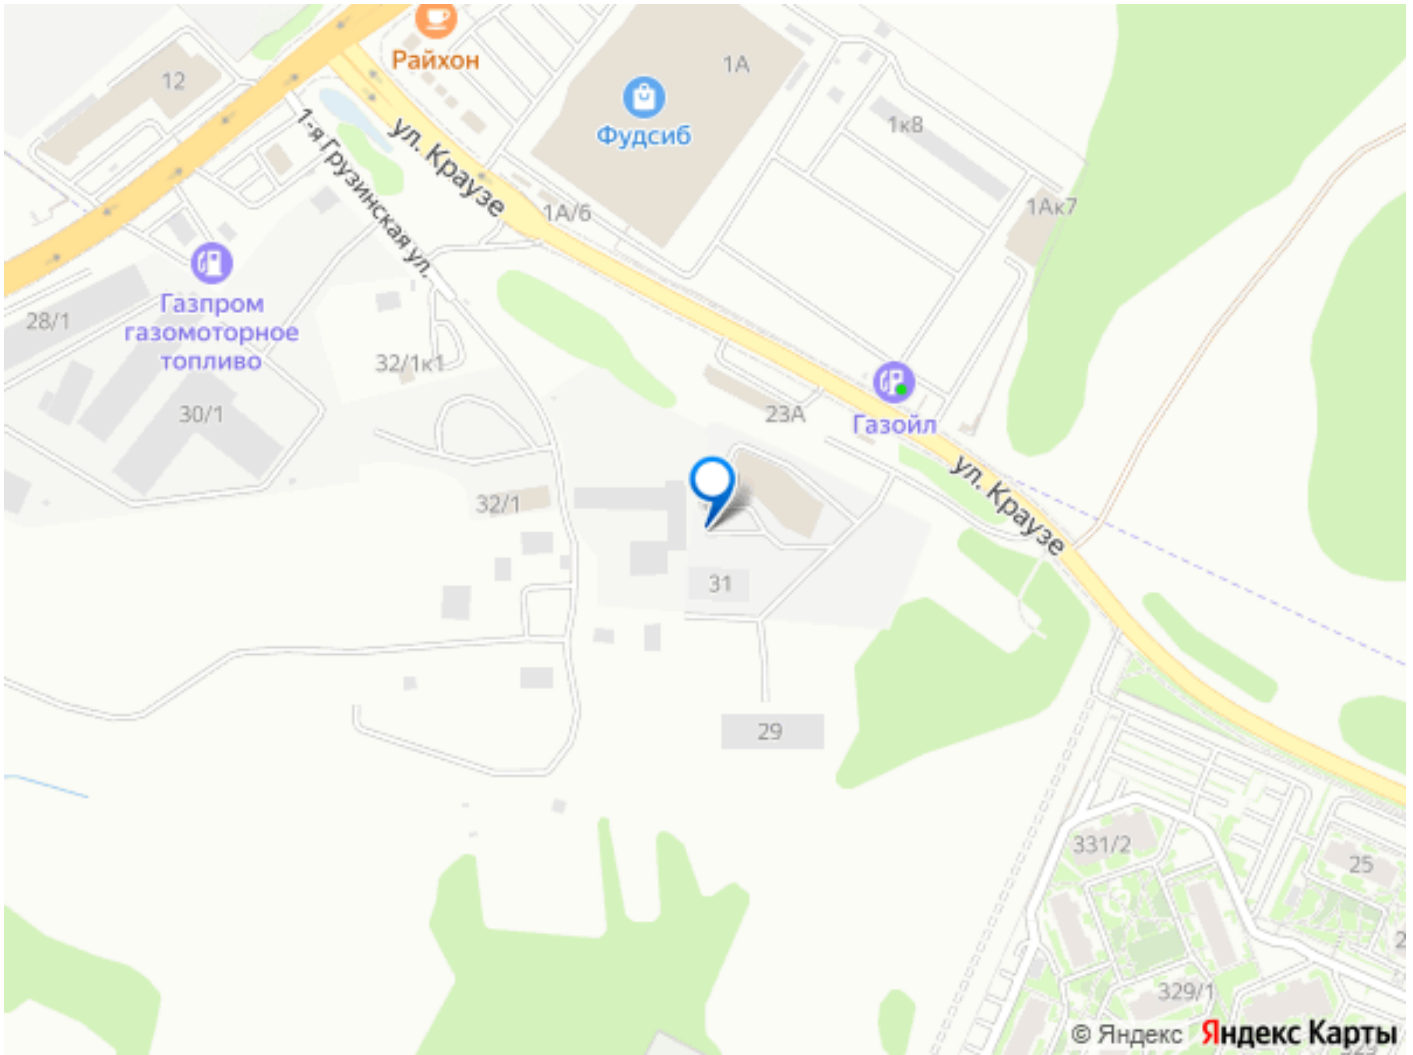 Райхон
12
1А
Фудсиб
1к8
ул. Краузе
1-я Грузинская ул.
1А/6
1Ак7
Газпром
газомоторное
топливо
28/1
32/1к1
30/1
23А
Газойл
ул. Краузе
32/1
31
29
331/2
25
329/1
© Яндекс Яндекс Карты